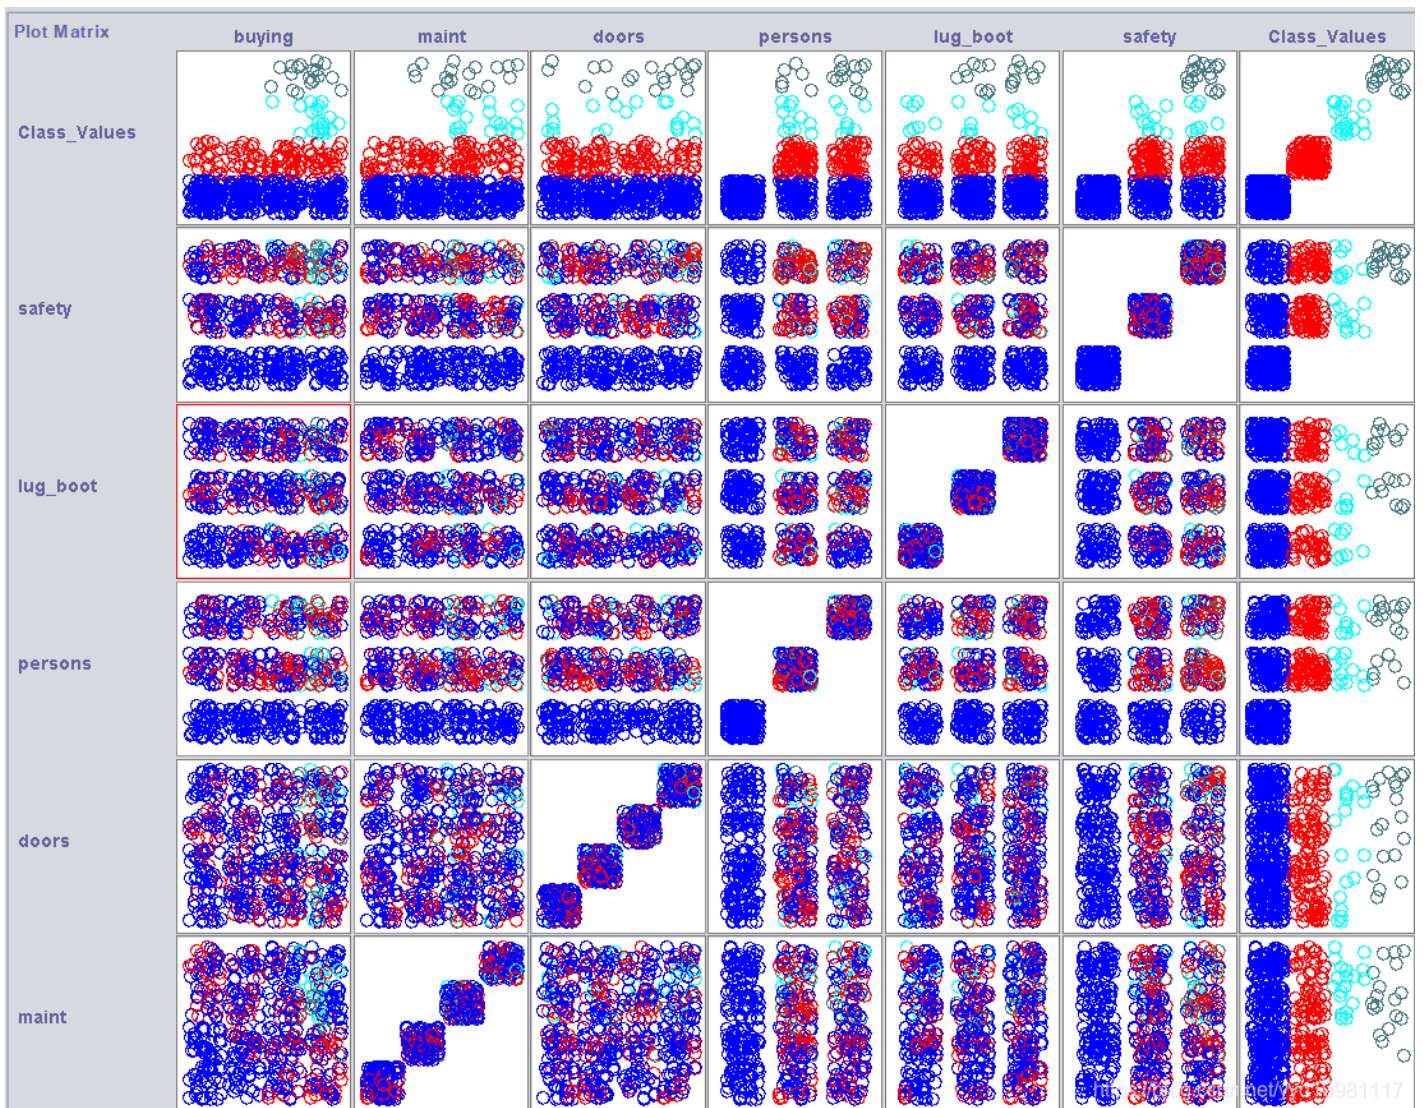 Plot Matrix
buying maint doors persons lug_boot safety Class_Values
Class_Values
safety
lug_boot
persons
doors
maint